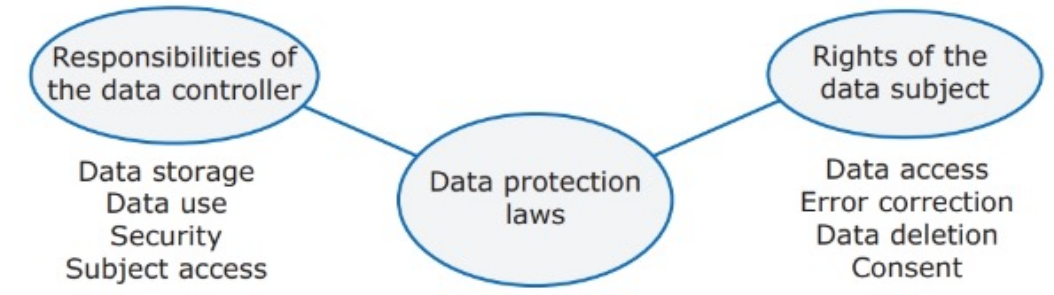 Responsibilities of
the data controller
Data storage
Data use
Security
Subject access
Data protection
laws
Rights of the
data subject
Data access
Error correction
Data deletion
Consent